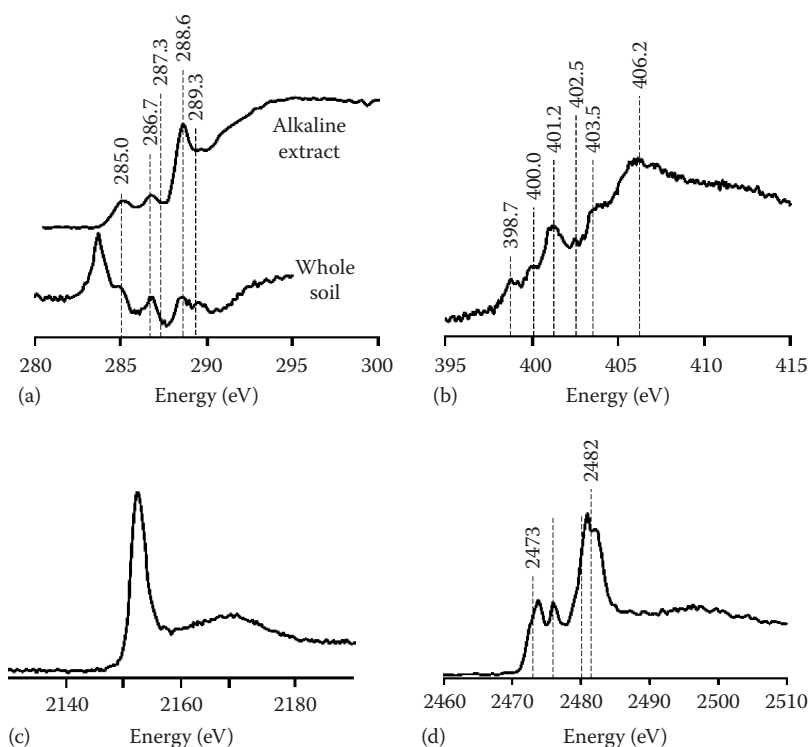 285.0
286.7
287.3
288.6
289.3
Alkaline
extract
Whole
soil
280 285 290 295 300
(a)
Energy (eV)
398.7
400.0
401.2
402.5
403.5
406.2
395 400 405 410 415
(b)
Energy (eV)
2140 2160 2180
(c)
Energy (eV)
2473
2482
2460 2470 2480 2490 2500 2510
(d)
Energy (eV)